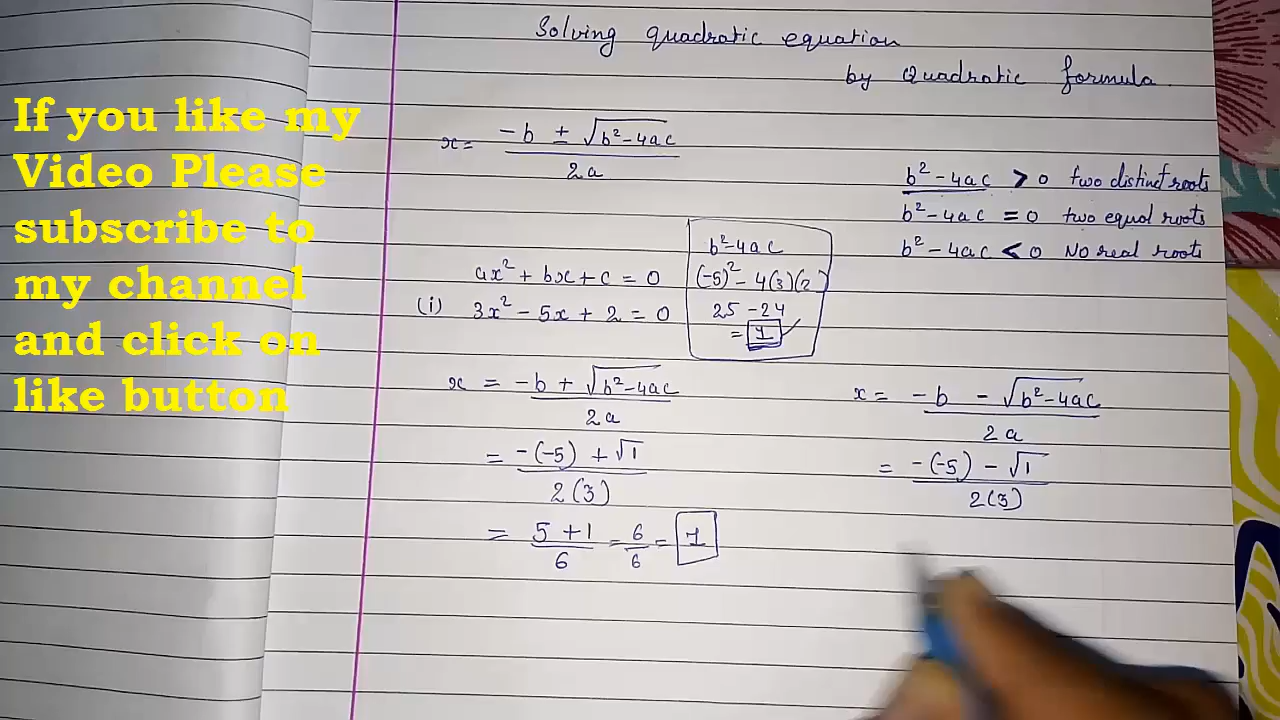 Solving quadratic equation
by Quadratic formula
If you like my
Video Please
subscribe to
my channel
and click on
like button
x = -b ± √b²-4ac
2a
b² - 4ac > 0 two distinct roots
b² - 4ac = 0 two equal roots
b² - 4ac < 0 No real roots
ax² + bx + c = 0
(i) 3x² - 5x + 2 = 0
b²-4ac
(-5)² - 4(3)(2)
25 - 24
= 1
x = -b + √b²-4ac
2a
= -(-5) + √1
2(3)
= 5 + 1 = 6 = 1
6 6
x = -b - √b²-4ac
2a
= -(-5) - √1
2(3)